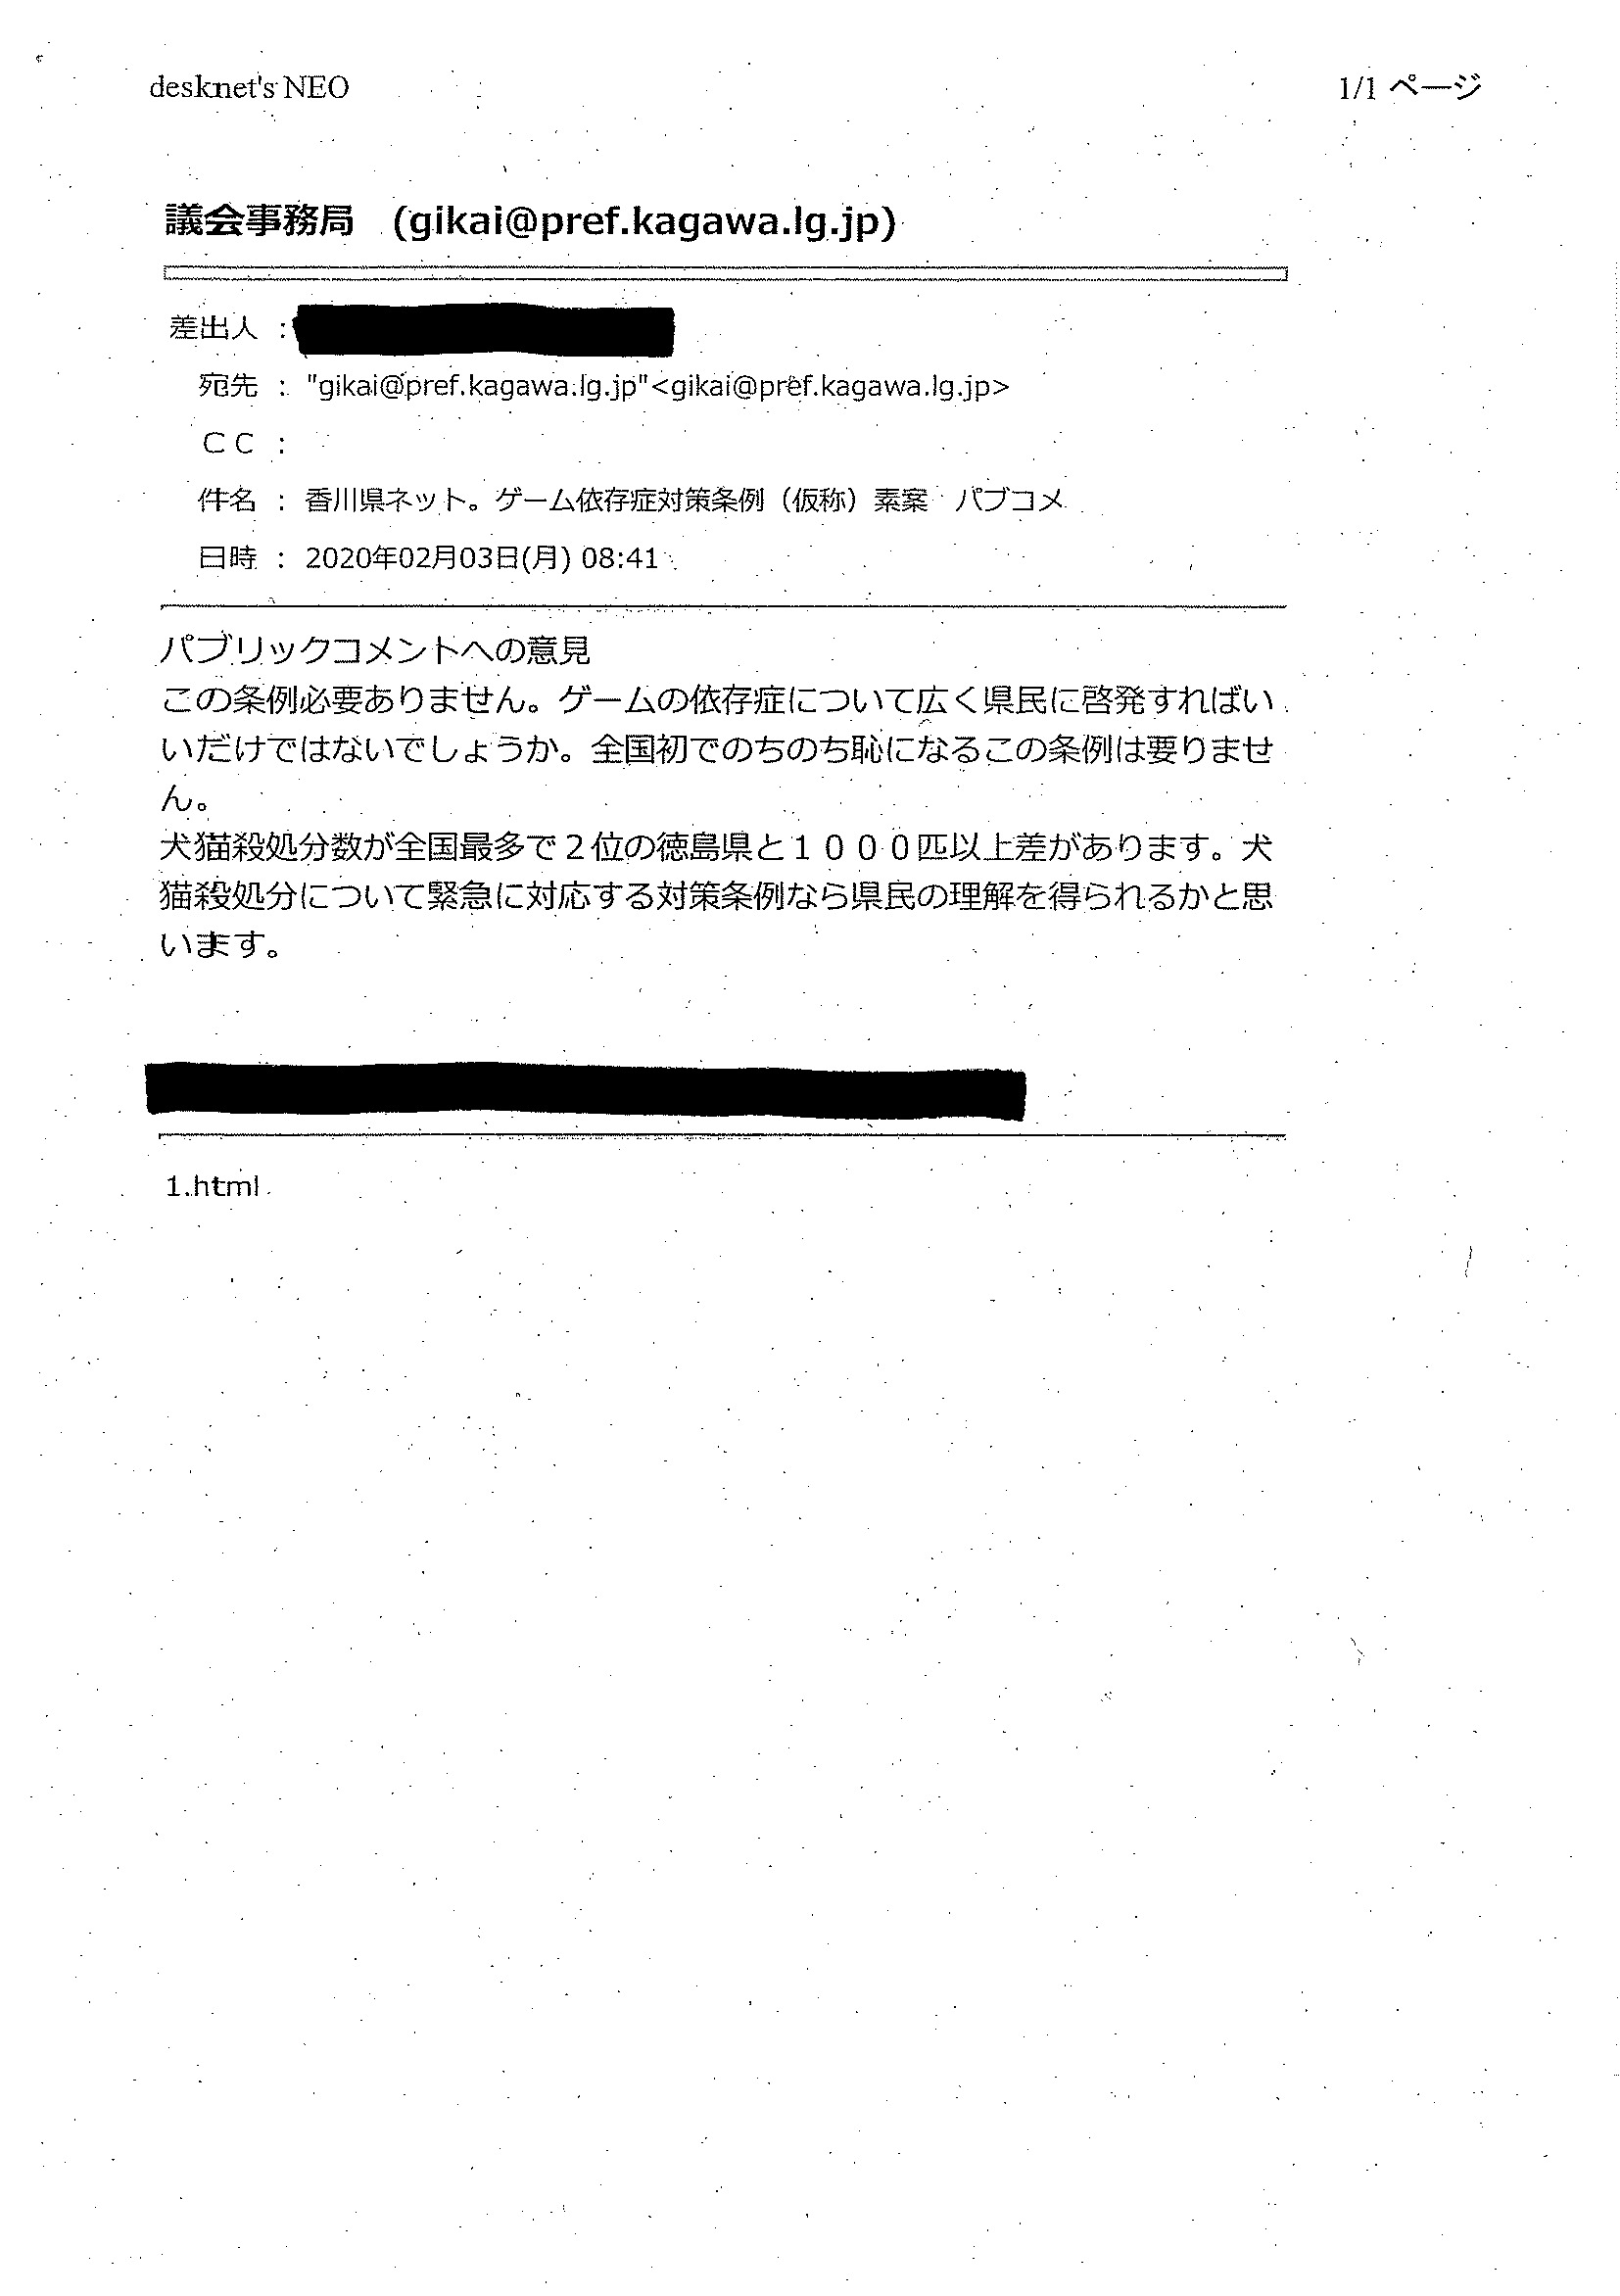 desknet's NEO
1/1 ページ
議会事務局 (gikai@pref.kagawa.lg.jp)
差出人 :
宛先 : "gikai@pref.kagawa.lg.jp"<gikai@pref.kagawa.lg.jp>
ＣＣ :
件名 : 香川県ネット。ゲーム依存症対策条例（仮称）素案　パブコメ
日時 : 2020年02月03日(月) 08:41
パブリックコメントへの意見
この条例必要ありません。ゲームの依存症について広く県民に啓発すればい
いだけではないでしょうか。全国初でのちのち恥になるこの条例は要りませ
ん。
犬猫殺処分数が全国最多で２位の徳島県と１０００匹以上差があります。犬
猫殺処分について緊急に対応する対策条例なら県民の理解を得られるかと思
います。
1.html